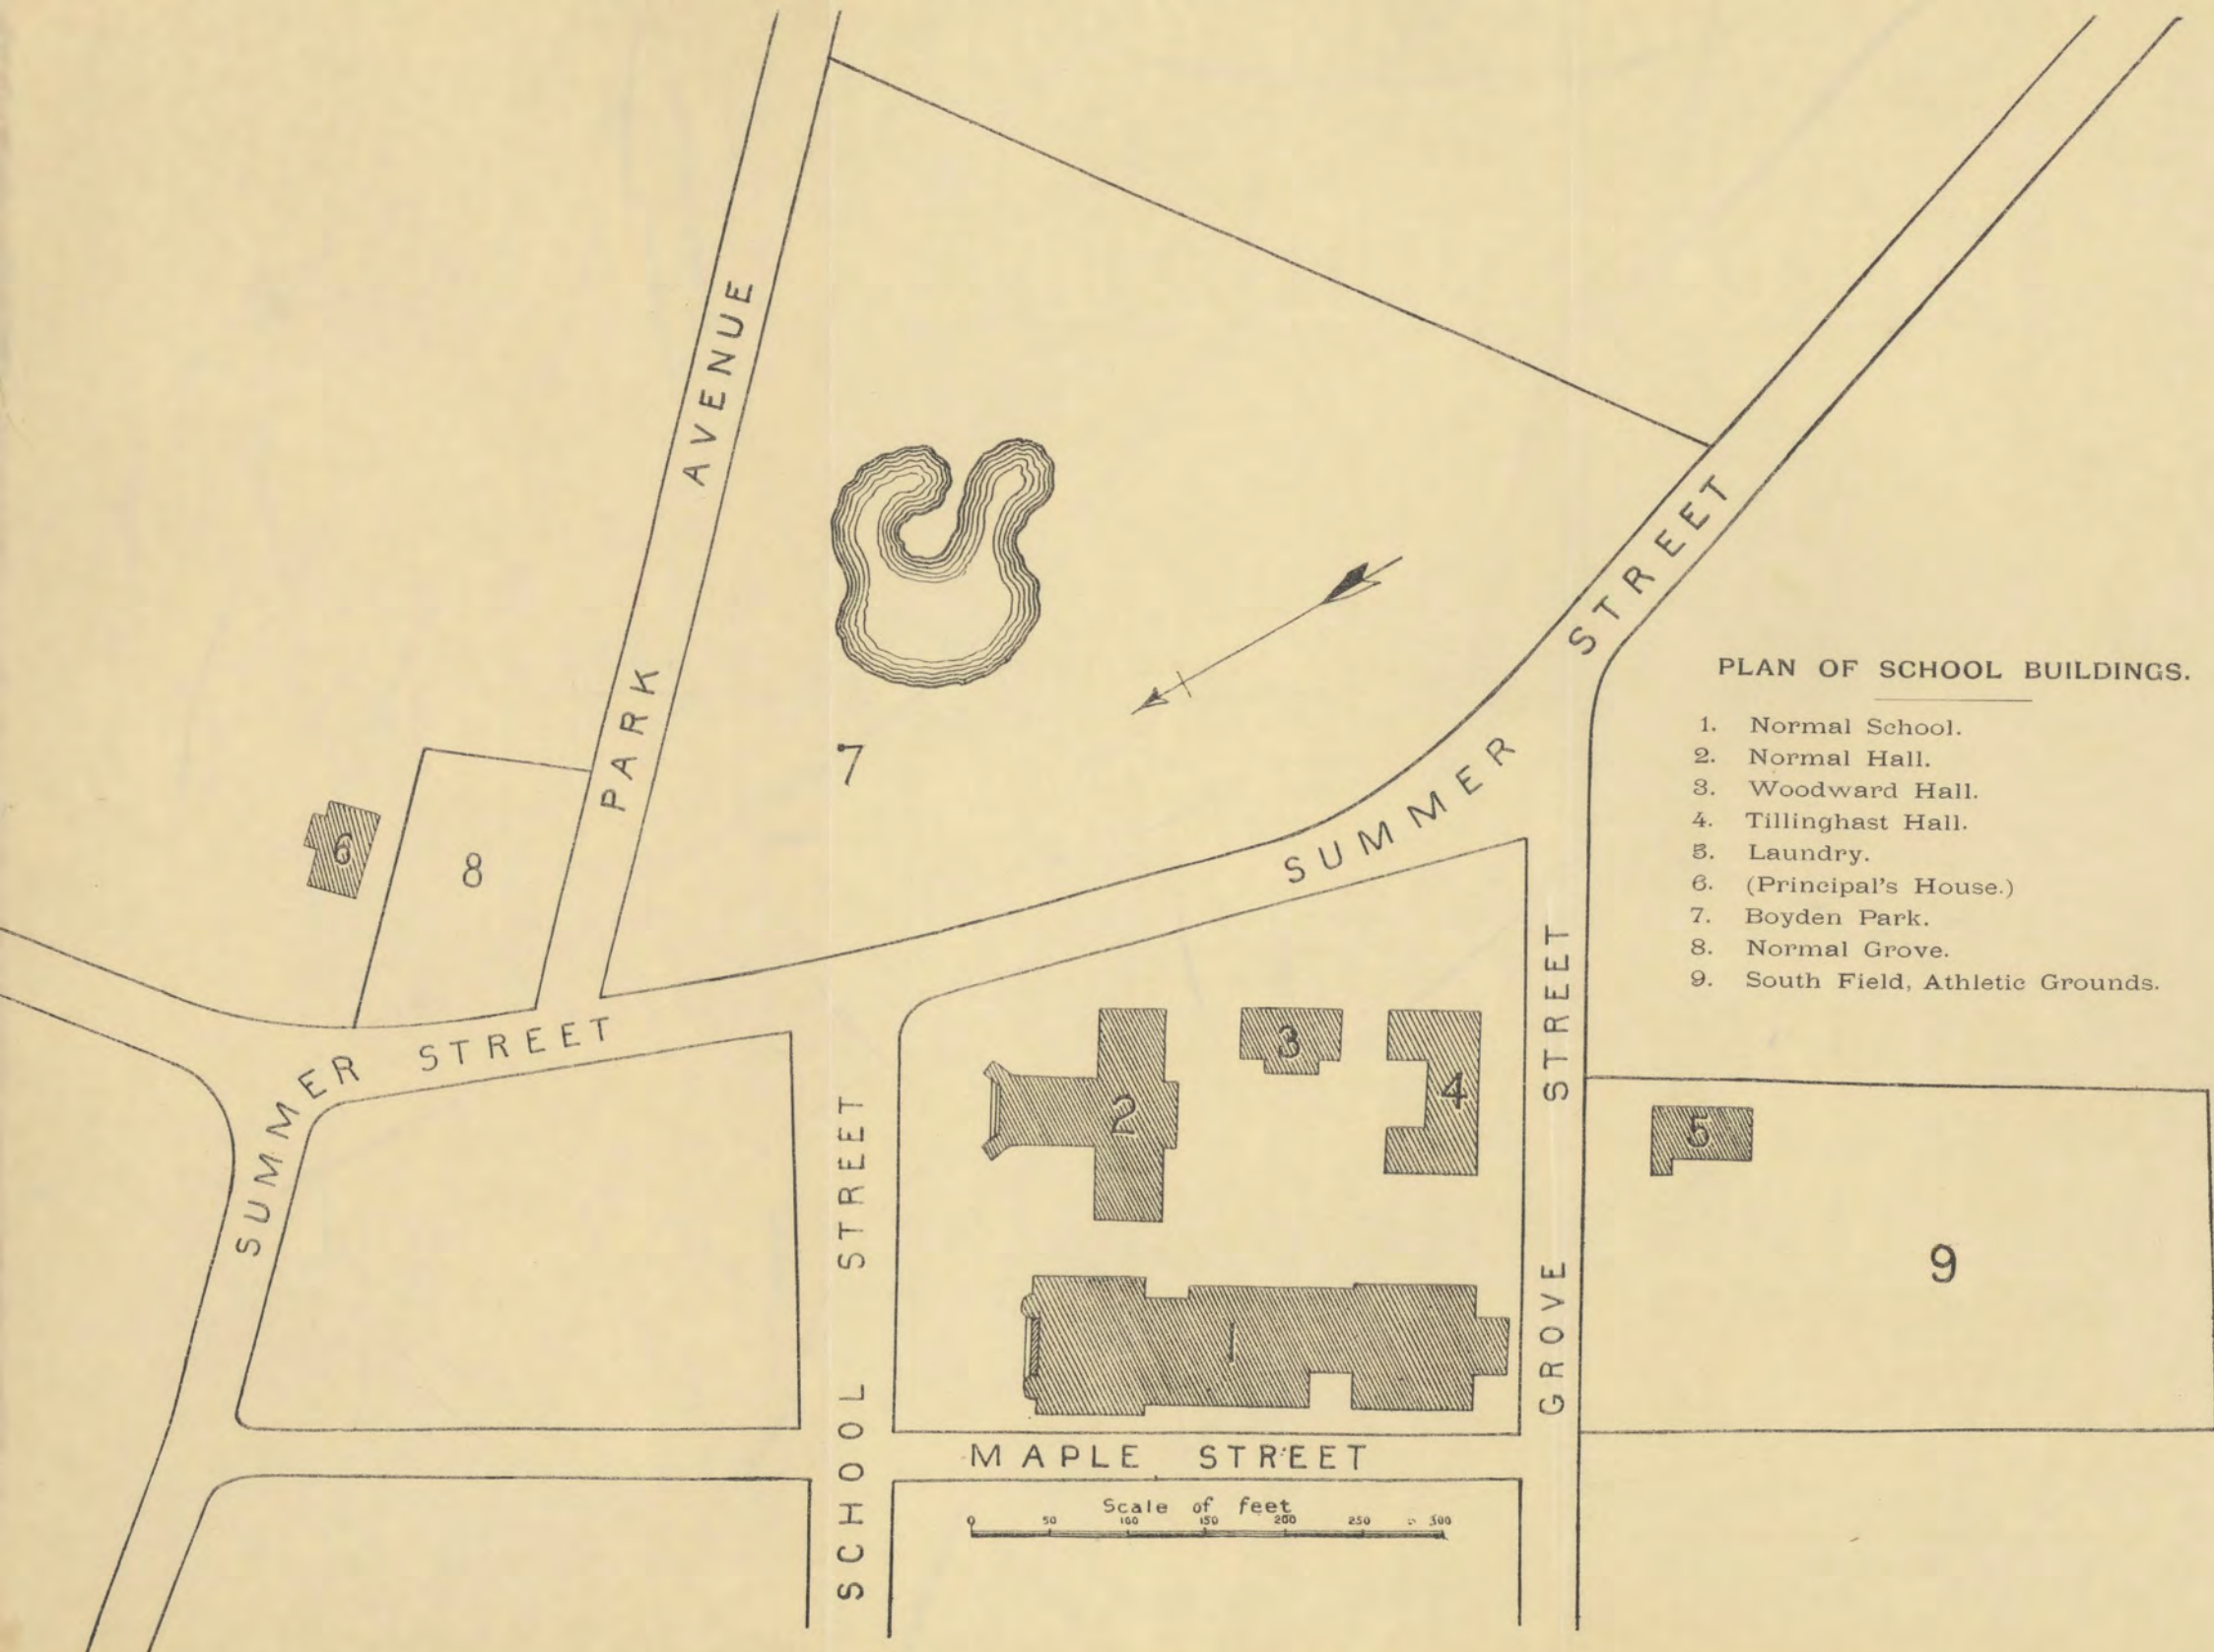 PARK AVENUE
SUMMER STREET
PLAN OF SCHOOL BUILDINGS.
1. Normal School.
2. Normal Hall.
3. Woodward Hall.
4. Tillinghast Hall.
5. Laundry.
6. (Principal's House.)
7. Boyden Park.
8. Normal Grove.
9. South Field, Athletic Grounds.
7
6
8
SUMMER STREET
2
3
4
5
9
1
SCHOOL STREET
GROVE STREET
MAPLE STREET
Scale of feet
0 50 100 150 200 250 300